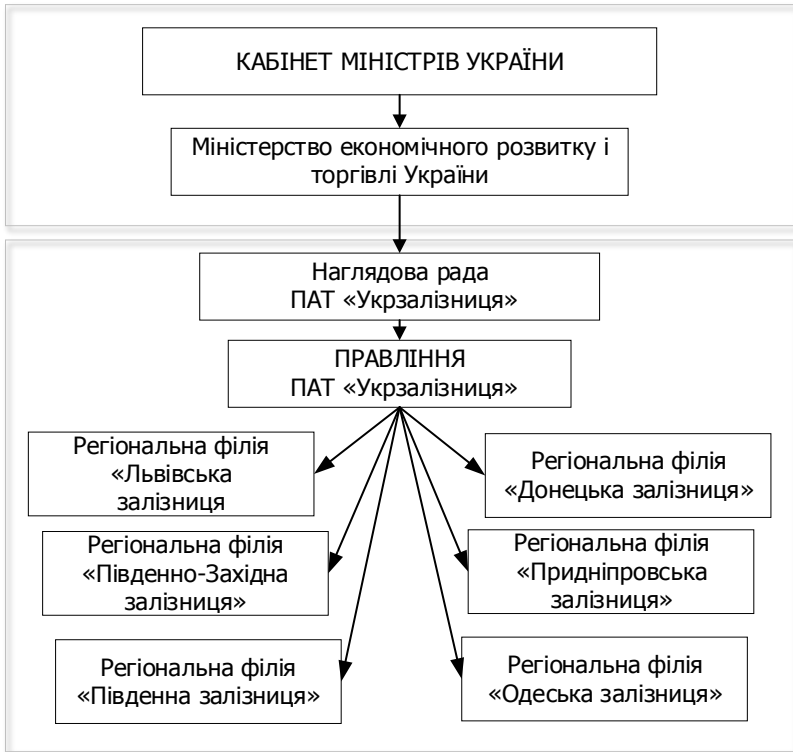 КАБІНЕТ МІНІСТРІВ УКРАЇНИ
Міністерство економічного розвитку і
торгівлі України
Наглядова рада
ПАТ «Укрзалізниця»
ПРАВЛІННЯ
ПАТ «Укрзалізниця»
Регіональна філія
«Львівська
залізниця
Регіональна філія
«Донецька залізниця»
Регіональна філія
«Південно-Західна
залізниця»
Регіональна філія
«Придніпровська
залізниця»
Регіональна філія
«Південна залізниця»
Регіональна філія
«Одеська залізниця»